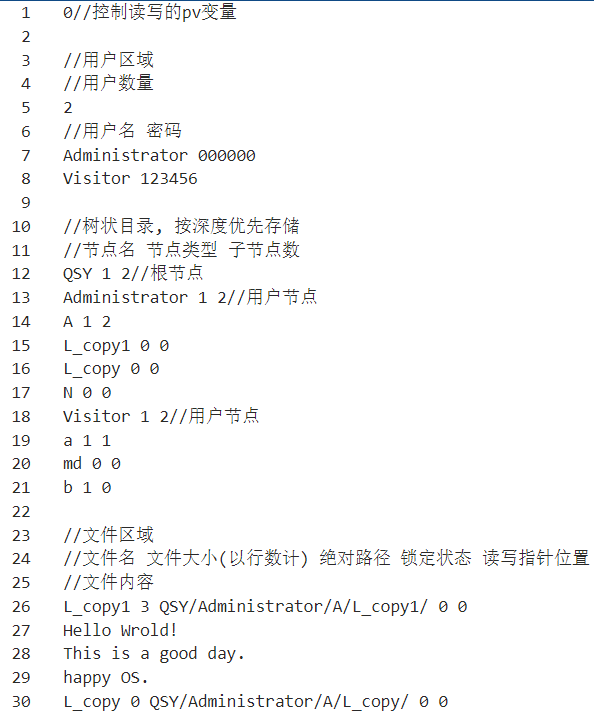 1 0//控制读写的pv变量
2
3 //用户区域
4 //用户数量
5 2
6 //用户名 密码
7 Administrator 000000
8 Visitor 123456
9
10 //树状目录, 按深度优先存储
11 //节点名 节点类型 子节点数
12 QSY 1 2//根节点
13 Administrator 1 2//用户节点
14 A 1 2
15 L_copy1 0 0
16 L_copy 0 0
17 N 0 0
18 Visitor 1 2//用户节点
19 a 1 1
20 md 0 0
21 b 1 0
22
23 //文件区域
24 //文件名 文件大小(以行数计) 绝对路径 锁定状态 读写指针位置
25 //文件内容
26 L_copy1 3 QSY/Administrator/A/L_copy1/ 0 0
27 Hello Wrold!
28 This is a good day.
29 happy OS.
30 L_copy 0 QSY/Administrator/A/L_copy/ 0 0